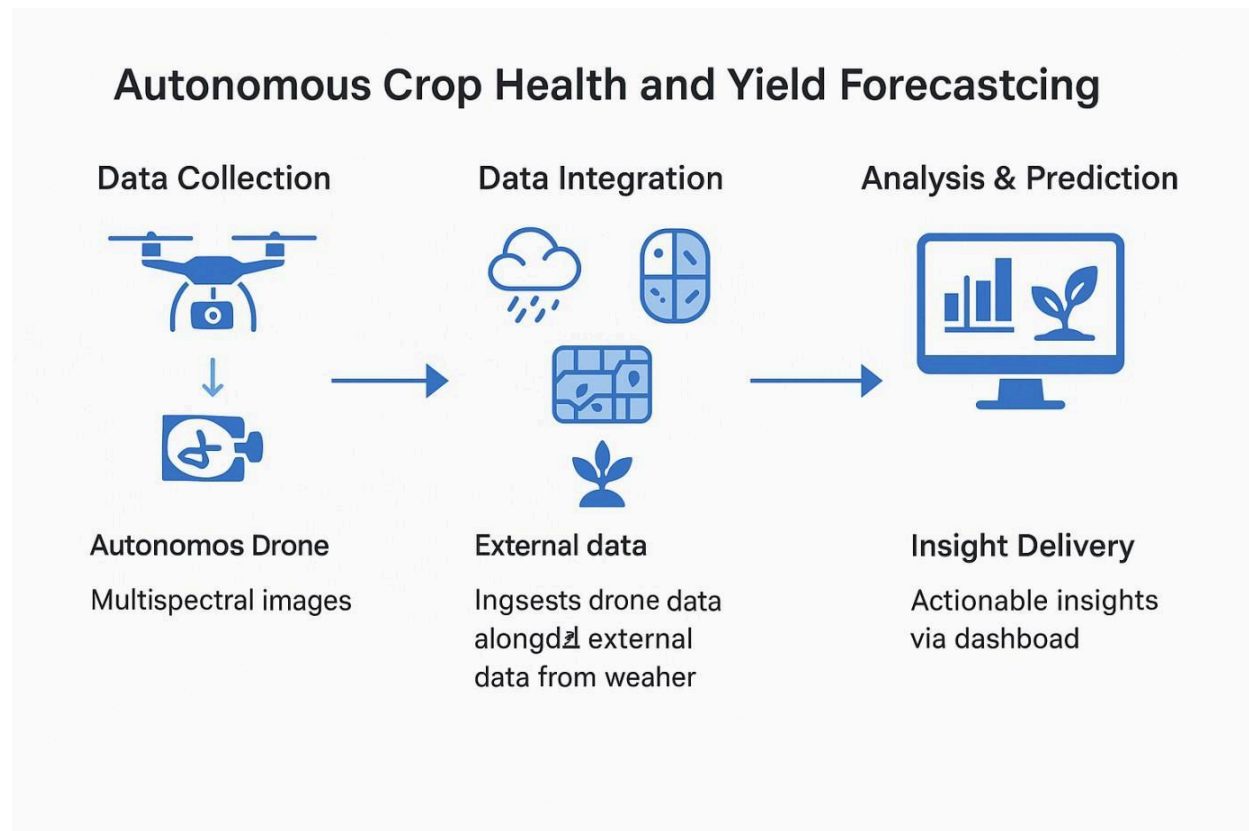 Autonomous Crop Health and Yield Forecastcing
Data Collection
Data Integration
Analysis & Prediction
Autonomos Drone
Multispectral images
External data
Ingsests drone data
external
data from weaher
Insight Delivery
Actionable insights
via dashboad